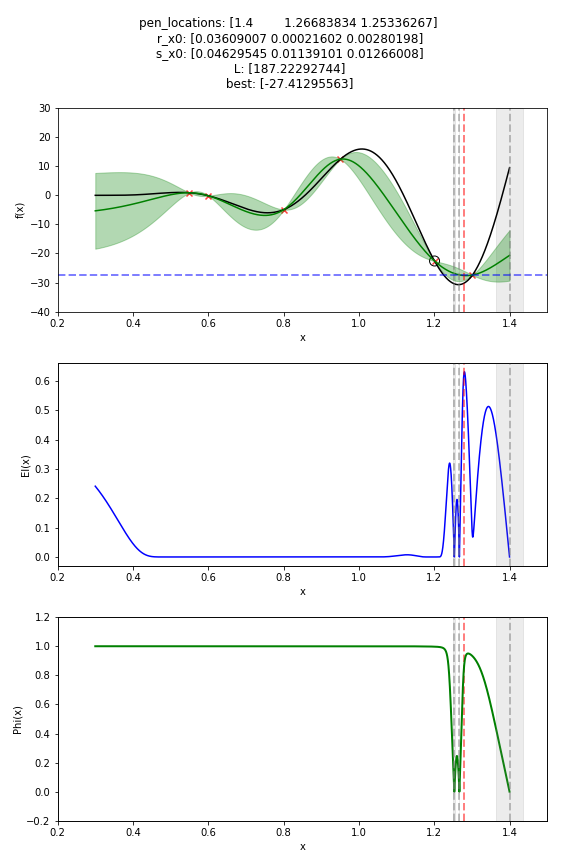 pen_locations: [1.4 1.26683834 1.25336267]
r_x0: [0.03609007 0.00021602 0.00280198]
s_x0: [0.04629545 0.01139101 0.01266008]
L: [187.22292744]
best: [-27.41295563]
30
20
10
0
−10
−20
−30
−40
f(x)
0.2 0.4 0.6 0.8 1.0 1.2 1.4
x
0.6
0.5
0.4
0.3
0.2
0.1
0.0
EI(x)
0.2 0.4 0.6 0.8 1.0 1.2 1.4
x
1.2
1.0
0.8
0.6
0.4
0.2
0.0
−0.2
Phi(x)
0.2 0.4 0.6 0.8 1.0 1.2 1.4
x